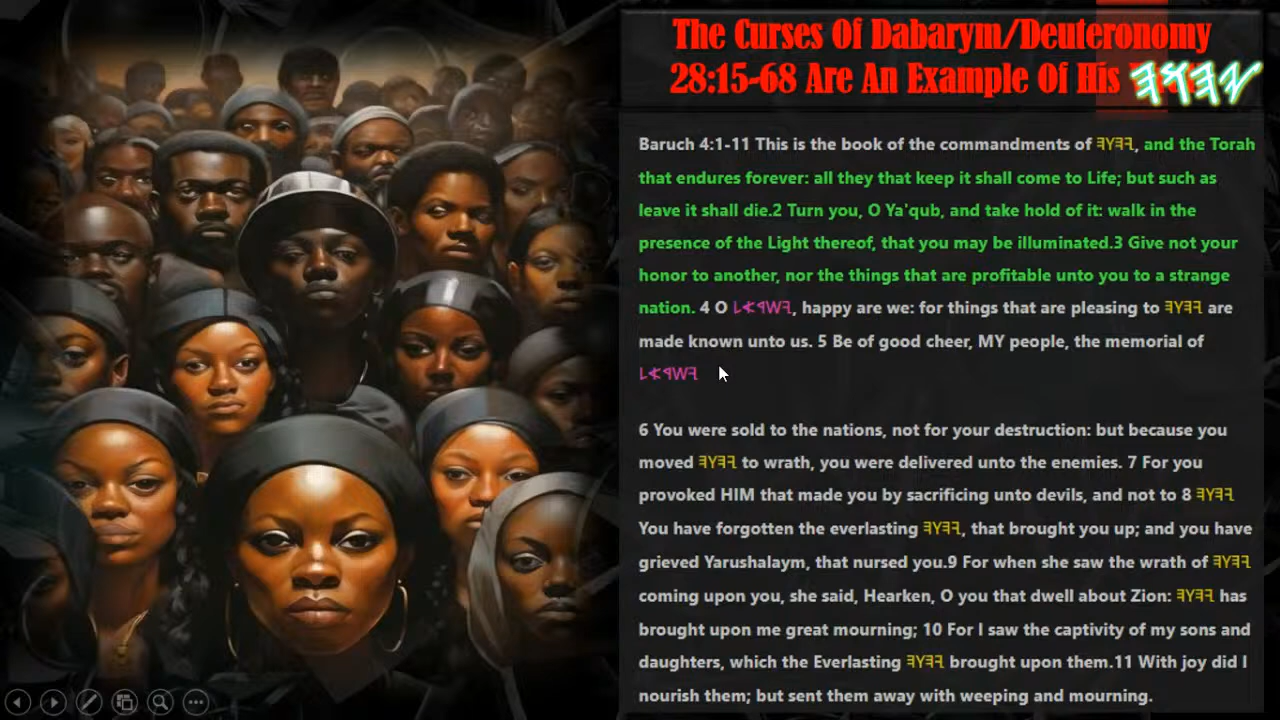 The Curses Of Dabarym/Deuteronomy
28:15-68 Are An Example Of His 𐤉𐤄𐤅𐤄
Baruch 4:1-11 This is the book of the commandments of 𐤉𐤄𐤅𐤄, and the Torah
that endures forever: all they that keep it shall come to Life; but such as
leave it shall die.2 Turn you, O Ya'qub, and take hold of it: walk in the
presence of the Light thereof, that you may be illuminated.3 Give not your
honor to another, nor the things that are profitable unto you to a strange
nation. 4 O 𐤉𐤔𐤓𐤀𐤋, happy are we: for things that are pleasing to 𐤉𐤄𐤅𐤄 are
made known unto us. 5 Be of good cheer, MY people, the memorial of
𐤉𐤔𐤓𐤀𐤋
6 You were sold to the nations, not for your destruction: but because you
moved 𐤉𐤄𐤅𐤄 to wrath, you were delivered unto the enemies. 7 For you
provoked HIM that made you by sacrificing unto devils, and not to 8 𐤉𐤄𐤅𐤄
You have forgotten the everlasting 𐤉𐤄𐤅𐤄, that brought you up; and you have
grieved Yarushalaym, that nursed you.9 For when she saw the wrath of 𐤉𐤄𐤅𐤄
coming upon you, she said, Hearken, O you that dwell about Zion: 𐤉𐤄𐤅𐤄 has
brought upon me great mourning; 10 For I saw the captivity of my sons and
daughters, which the Everlasting 𐤉𐤄𐤅𐤄 brought upon them.11 With joy did I
nourish them; but sent them away with weeping and mourning.